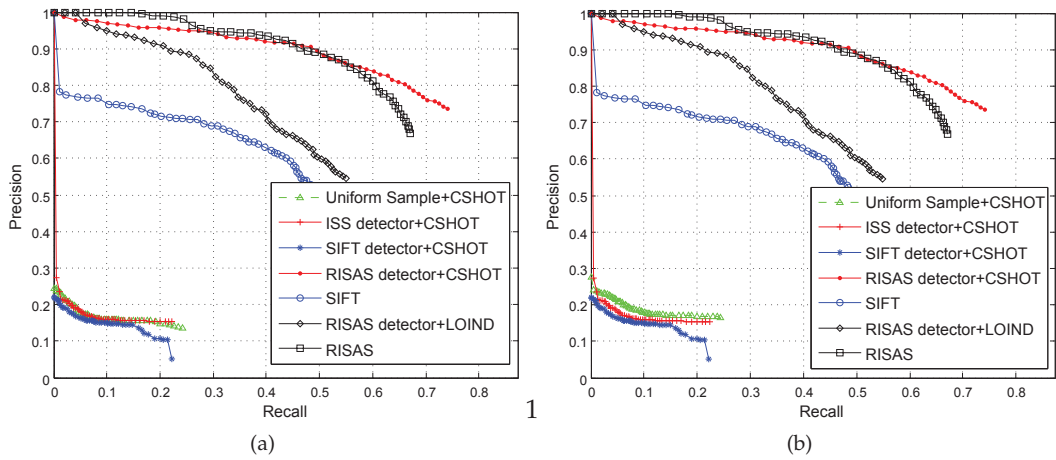 1
0.9
0.8
0.7
0.6
0.5
0.4
0.3
0.2
0.1
0
Precision
0 0.1 0.2 0.3 0.4 0.5 0.6 0.7 0.8
Recall
Uniform Sample+CSHOT
ISS detector+CSHOT
SIFT detector+CSHOT
RISAS detector+CSHOT
SIFT
RISAS detector+LOIND
RISAS
(a)
1
1
0.9
0.8
0.7
0.6
0.5
0.4
0.3
0.2
0.1
0
Precision
0 0.1 0.2 0.3 0.4 0.5 0.6 0.7 0.8
Recall
Uniform Sample+CSHOT
ISS detector+CSHOT
SIFT detector+CSHOT
RISAS detector+CSHOT
SIFT
RISAS detector+LOIND
RISAS
(b)